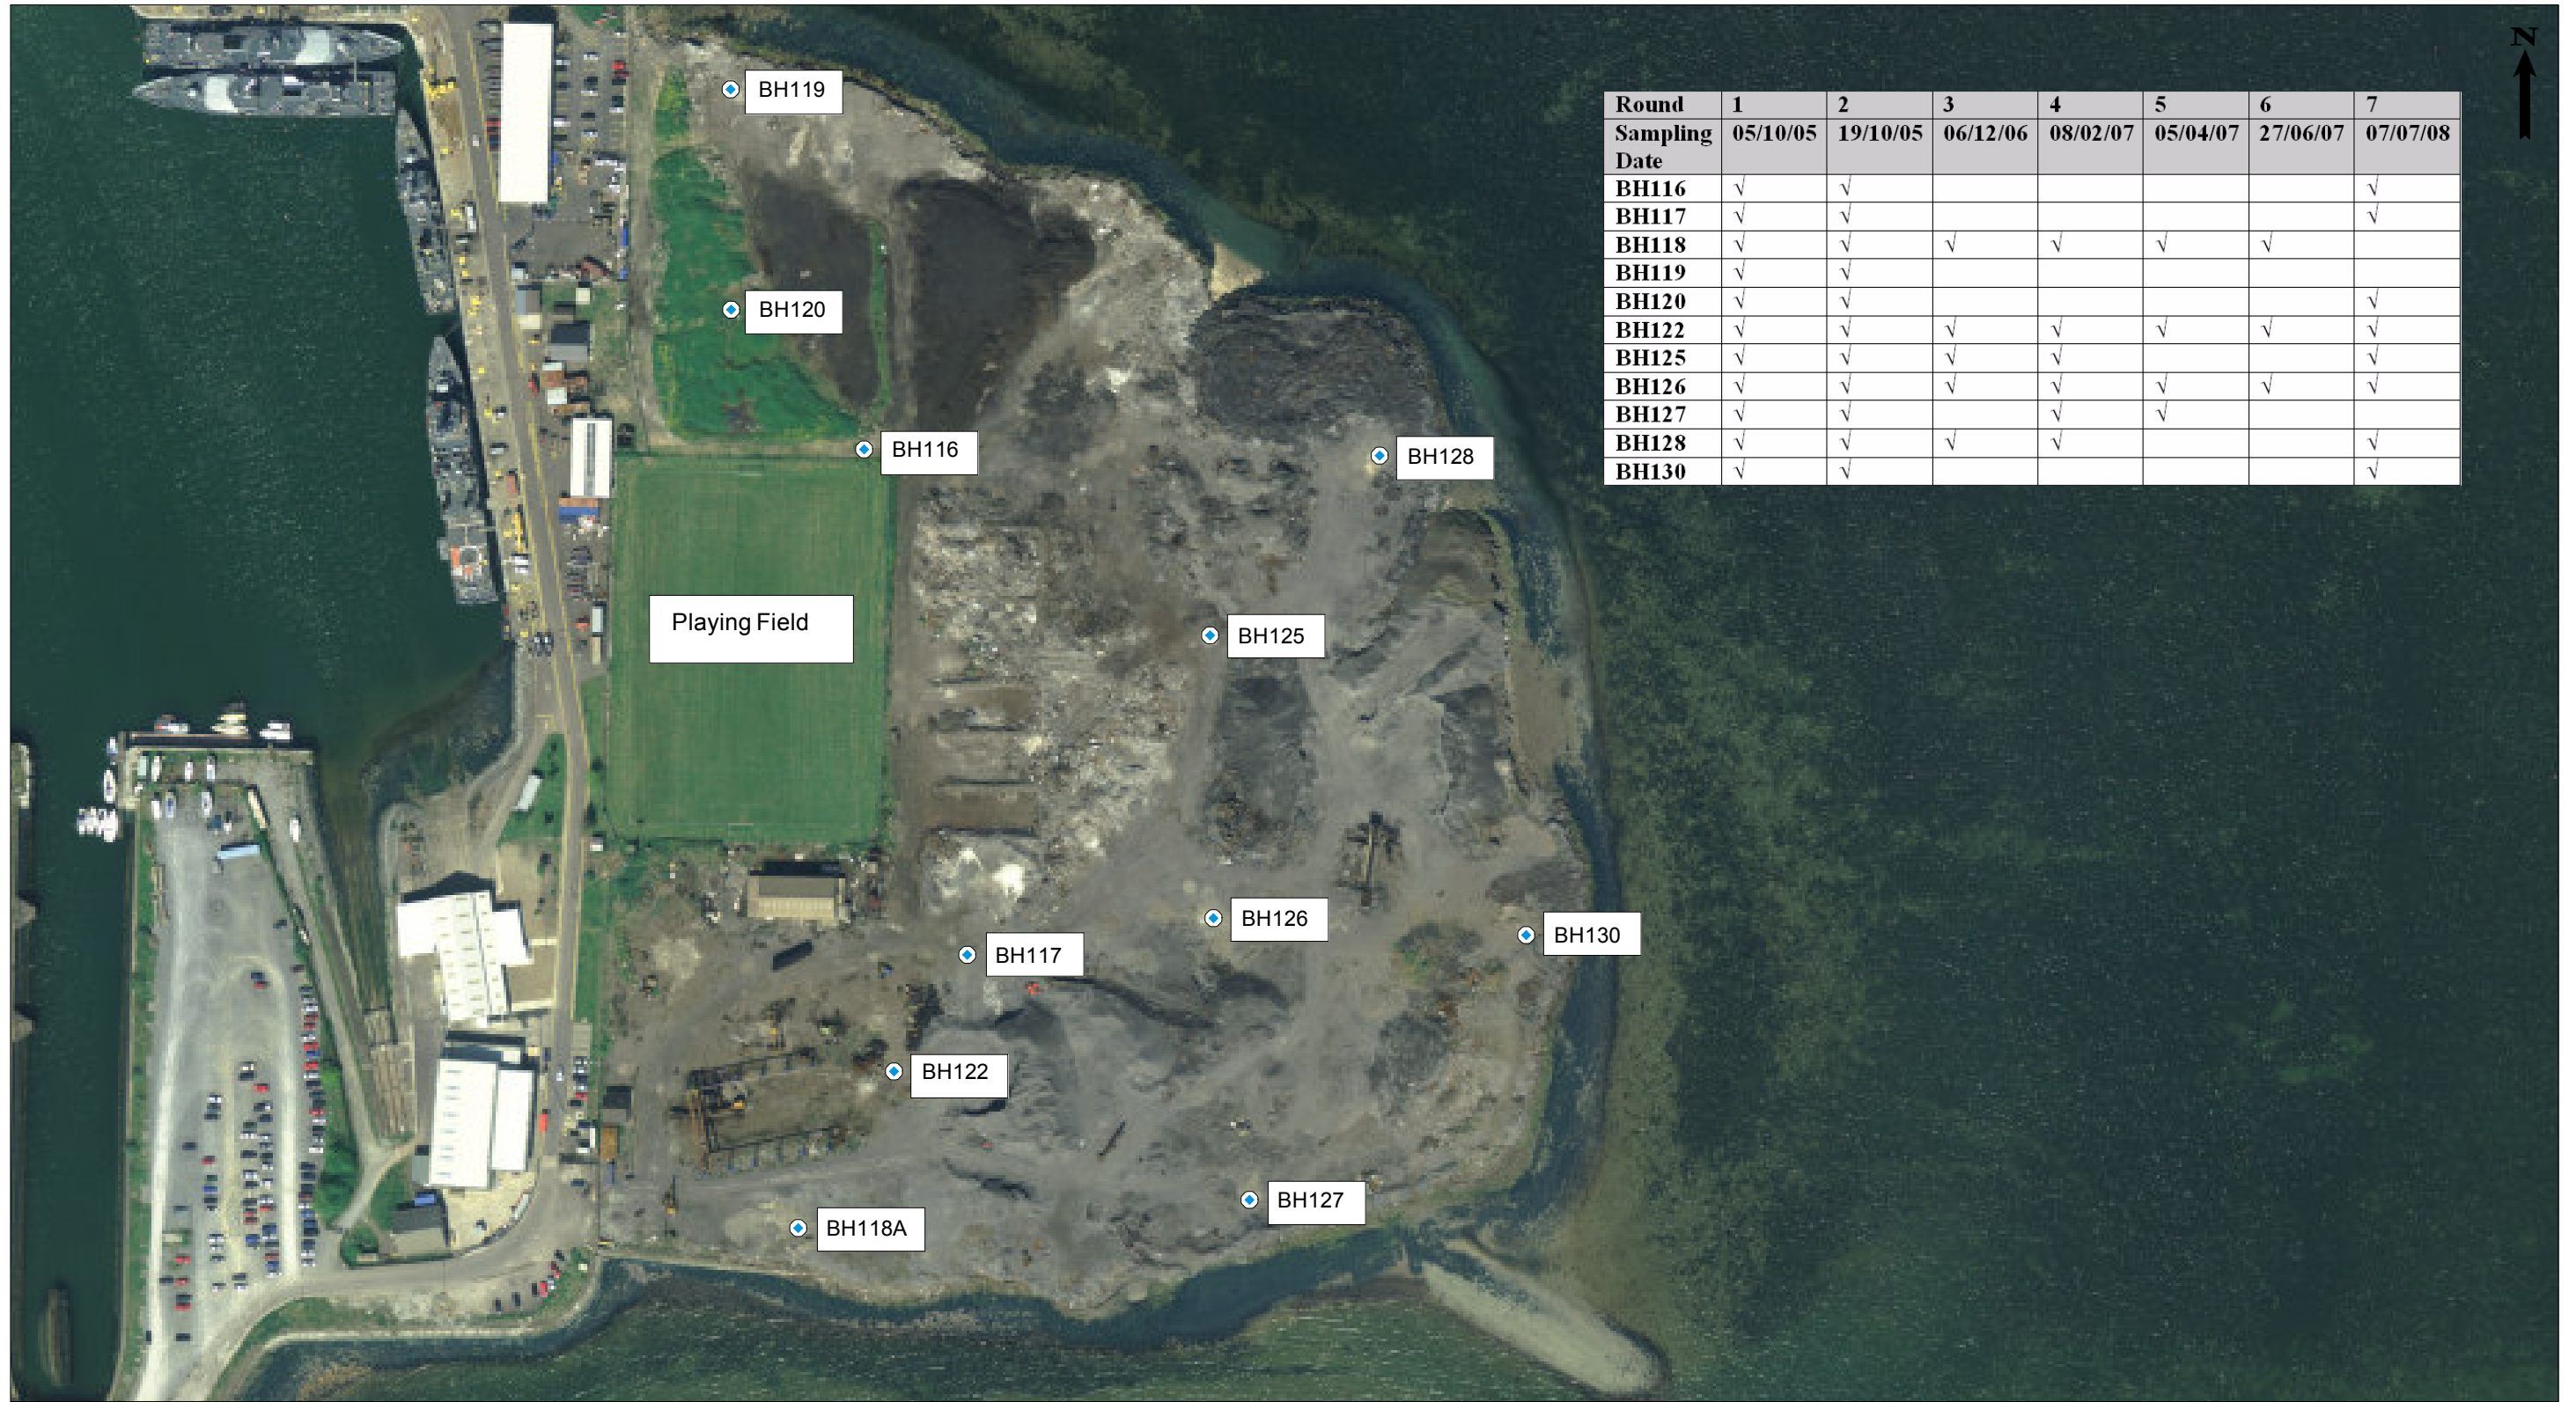 N
Round 1 2 3 4 5 6 7
Sampling Date 05/10/05 19/10/05 06/12/06 08/02/07 05/04/07 27/06/07 07/07/08
BH116 √ √ √
BH117 √ √ √
BH118 √ √ √ √ √ √
BH119 √ √
BH120 √ √ √
BH122 √ √ √ √ √ √ √
BH125 √ √ √ √ √
BH126 √ √ √ √ √ √ √
BH127 √ √ √ √
BH128 √ √ √ √ √
BH130 √ √ √
BH119
BH120
BH116
BH128
Playing Field
BH125
BH126
BH130
BH117
BH122
BH127
BH118A